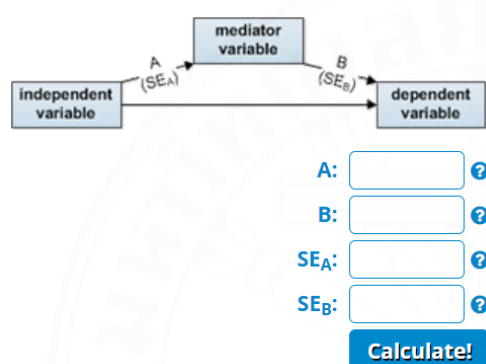 mediator
variable
A
(SEA)
B
(SEB)
independent
variable
dependent
variable
A:
?
B:
?
SEA:
?
SEB:
?
Calculate!